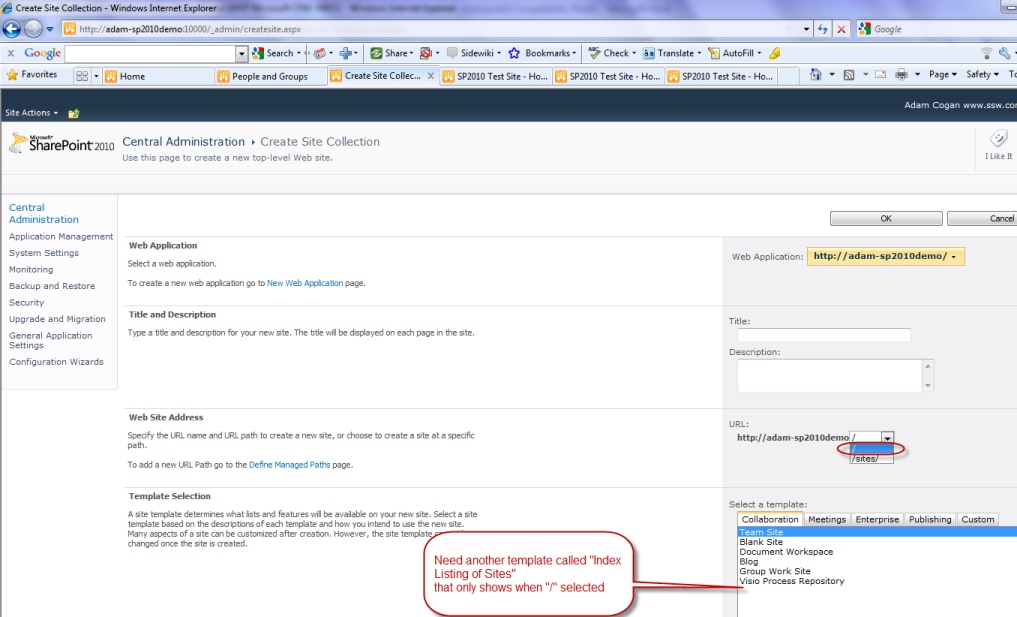 Create Site Collection - Windows Internet Explorer
http://adam-sp2010demo:10000/_admin/createsite.aspx
Google
x Google
Search
Share
Sidewiki
Bookmarks
Check
Translate
AutoFill
Favorites
Home
People and Groups
Create Site Collec... X
SP2010 Test Site - Ho...
SP2010 Test Site - Ho...
SP2010 Test Site - Ho...
Page
Safety
To
Site Actions
Adam Cogan www.ssw.co
Microsoft
SharePoint 2010
Central Administration ▸ Create Site Collection
Use this page to create a new top-level Web site.
I Like It
Central
Administration
Application Management
System Settings
Monitoring
Backup and Restore
Security
Upgrade and Migration
General Application
Settings
Configuration Wizards
OK
Cancel
Web Application
Select a web application.
To create a new web application go to New Web Application page.
Web Application: http://adam-sp2010demo/
Title and Description
Type a title and description for your new site. The title will be displayed on each page in the site.
Title:
Description:
Web Site Address
Specify the URL name and URL path to create a new site, or choose to create a site at a specific
path.
To add a new URL Path go to the Define Managed Paths page.
URL:
http://adam-sp2010demo /
/
/sites/
Template Selection
A site template determines what lists and features will be available on your new site. Select a site
template based on the descriptions of each template and how you intend to use the new site.
Many aspects of a site can be customized after creation. However, the site template
changed once the site is created.
Select a template:
Collaboration Meetings Enterprise Publishing Custom
Team Site
Blank Site
Document Workspace
Blog
Group Work Site
Visio Process Repository
Need another template called "Index
Listing of Sites"
that only shows when "/" selected